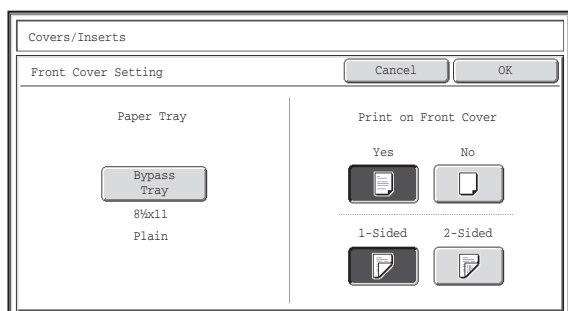 Covers/Inserts
Front Cover Setting
Cancel
OK
Paper Tray
Bypass
Tray
8½x11
Plain
Print on Front Cover
Yes
No
1-Sided
2-Sided